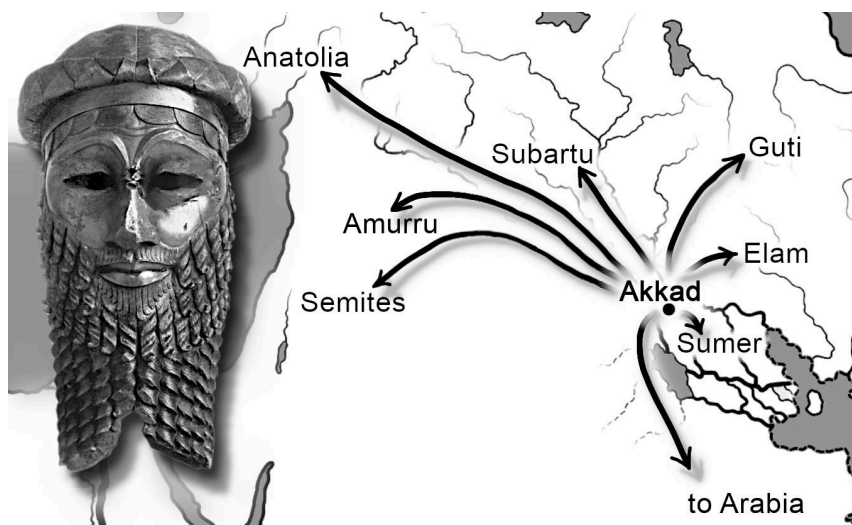 Anatolia
Subartu
Guti
Amurru
Elam
Semites
Akkad
Sumer
to Arabia